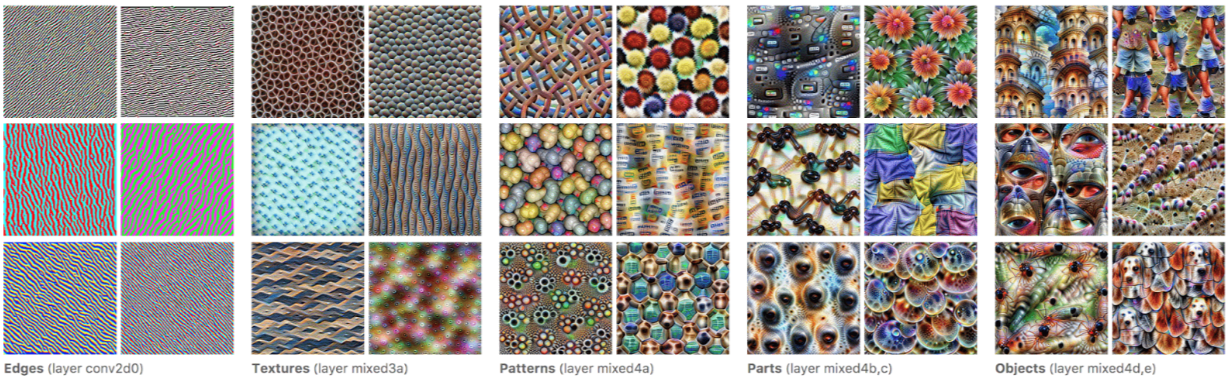 Edges (layer conv2d0)
Textures (layer mixed3a)
Patterns (layer mixed4a)
Parts (layer mixed4b,c)
Objects (layer mixed4d,e)